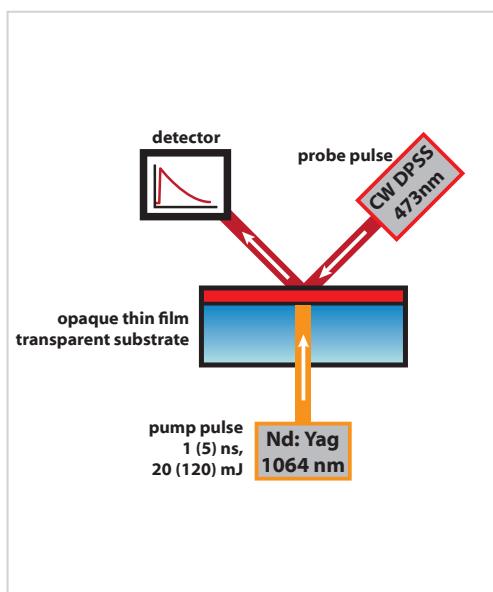 detector
probe pulse
CW DPSS
473nm
opaque thin film
transparent substrate
pump pulse
1 (5) ns,
20 (120) mJ
Nd: Yag
1064 nm